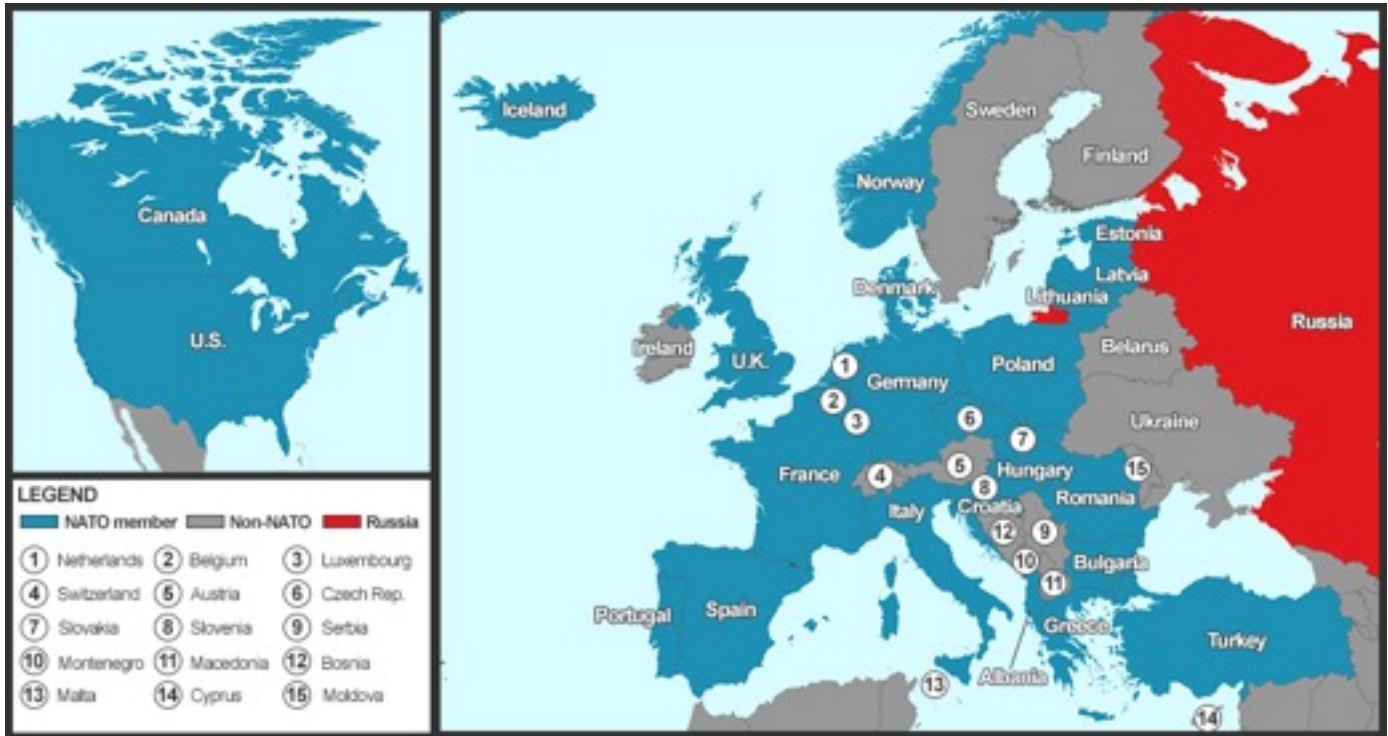 Canada
U.S.
LEGEND
NATO member Non-NATO Russia
1 Netherlands 2 Belgium 3 Luxembourg
4 Switzerland 5 Austria 6 Czech Rep.
7 Slovakia 8 Slovenia 9 Serbia
10 Montenegro 11 Macedonia 12 Bosnia
13 Malta 14 Cyprus 15 Moldova
Iceland
Sweden
Finland
Norway
Estonia
Latvia
Denmark
Lithuania
Russia
Ireland
Belarus
U.K.
1
Poland
Germany
2
3
6
Ukraine
7
5
Hungary
15
France
4
8
Romania
Croatia
Italy
12
9
10
Bulgaria
11
Portugal
Spain
Greece
Turkey
Albania
13
14